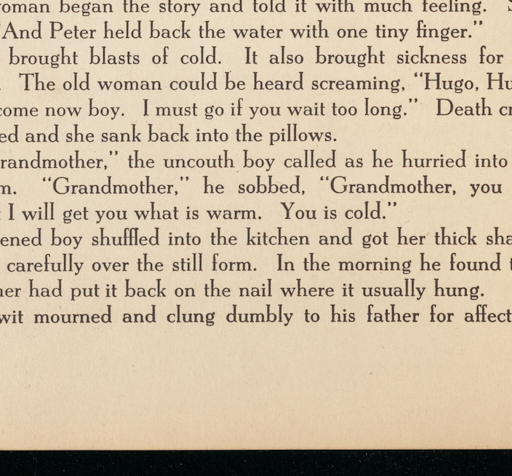 woman began the story and told it with much feeling.
"And Peter held back the water with one tiny finger."
brought blasts of cold. It also brought sickness for
. The old woman could be heard screaming, "Hugo, Hu
come now boy. I must go if you wait too long." Death cr
ed and she sank back into the pillows.
randmother," the uncouth boy called as he hurried into
m. "Grandmother," he sobbed, "Grandmother, you
I will get you what is warm. You is cold."
ened boy shuffled into the kitchen and got her thick sha
carefully over the still form. In the morning he found t
her had put it back on the nail where it usually hung.
wit mourned and clung dumbly to his father for affect